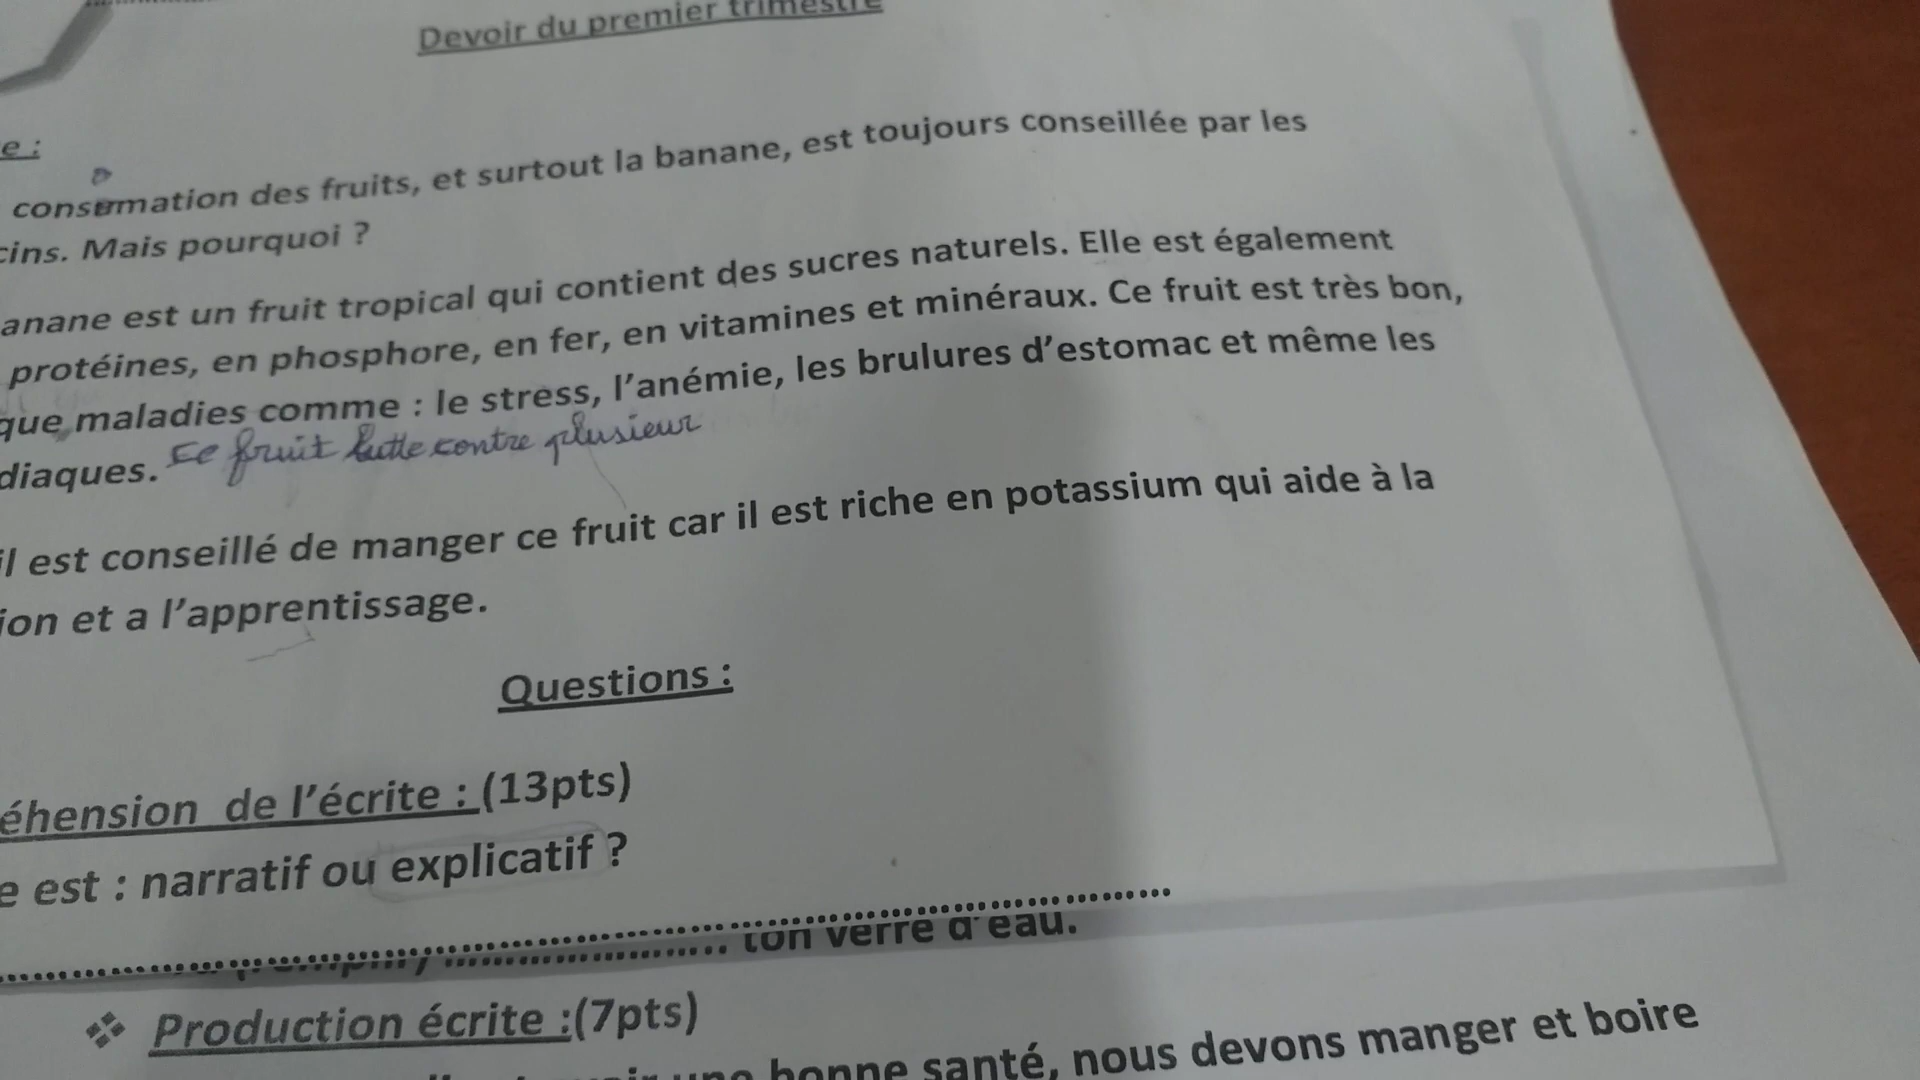 Devoir du premier trimestre
e :
o
consumation des fruits, et surtout la banane, est toujours conseillée par les
cins. Mais pourquoi ?
anane est un fruit tropical qui contient des sucres naturels. Elle est également
protéines, en phosphore, en fer, en vitamines et minéraux. Ce fruit est très bon,
que maladies comme : le stress, l'anémie, les brulures d'estomac et même les
diaques. Ce fruit lutte contre plusieur
il est conseillé de manger ce fruit car il est riche en potassium qui aide à la
ion et a l'apprentissage.
Questions :
éhension de l'écrite : (13pts)
e est : narratif ou explicatif ?
ton verre d'eau.
❖ Production écrite :(7pts)
bonne santé, nous devons manger et boire